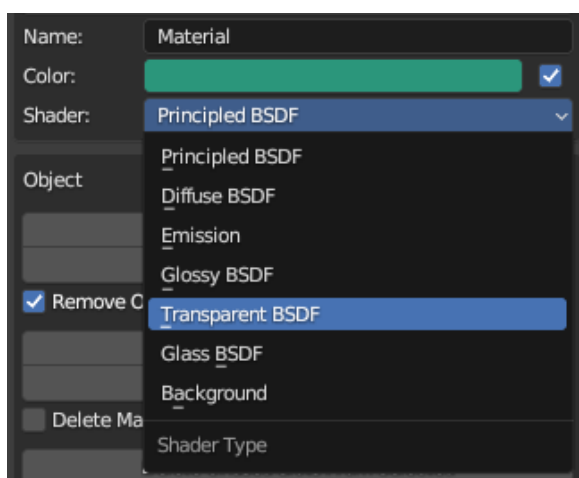 Name:
Material
Color:
Shader:
Principled BSDF
Principled BSDF
Object
Diffuse BSDF
Emission
Glossy BSDF
Remove O
Transparent BSDF
Glass BSDF
Background
Delete Ma
Shader Type